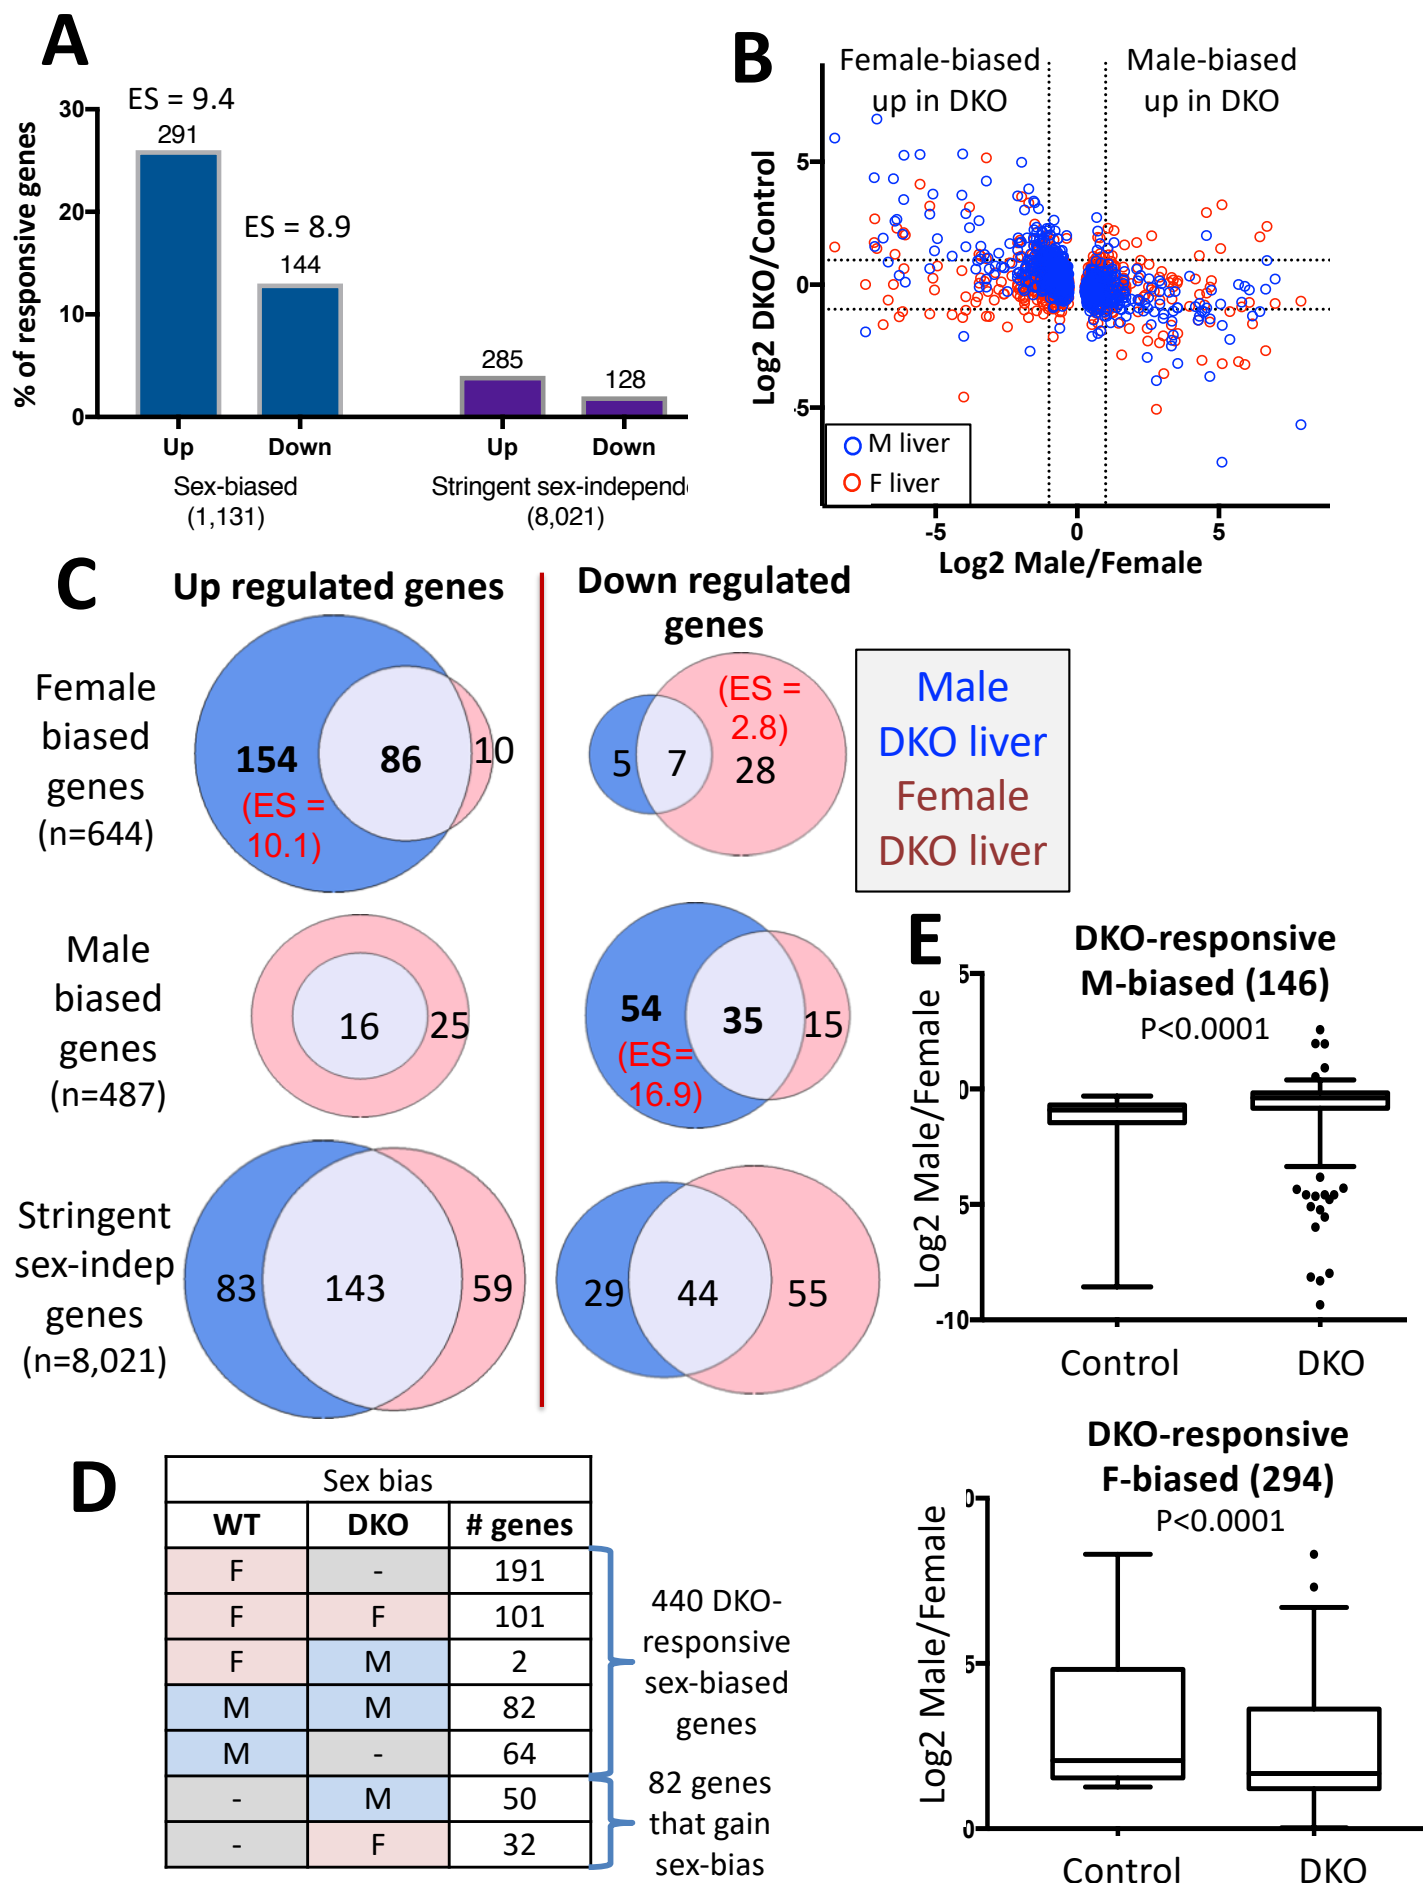 A
ES = 9.4
291
ES = 8.9
144
285
128
% of responsive genes
30
20
10
0
Up
Down
Up
Down
Sex-biased
(1,131)
Stringent sex-independ
(8,021)
B
Female-biased
up in DKO
Male-biased
up in DKO
Log2 DKO/Control
5
0
-5
M liver
F liver
-5
0
5
Log2 Male/Female
C
Up regulated genes
Down regulated
genes
Female
biased
genes
(n=644)
154
(ES =
10.1)
86
10
5
7
(ES =
2.8)
28
Male
DKO liver
Female
DKO liver
Male
biased
genes
(n=487)
16
25
54
(ES=
16.9)
35
15
Stringent
sex-indep
genes
(n=8,021)
83
143
59
29
44
55
D
Sex bias
WT DKO # genes
F - 191
F F 101
F M 2
M M 82
M - 64
- M 50
- F 32
440 DKO-
responsive
sex-biased
genes
82 genes
that gain
sex-bias
E
DKO-responsive
M-biased (146)
P<0.0001
Log2 Male/Female
5
0
5
-10
Control
DKO
DKO-responsive
F-biased (294)
P<0.0001
Log2 Male/Female
0
5
0
Control
DKO